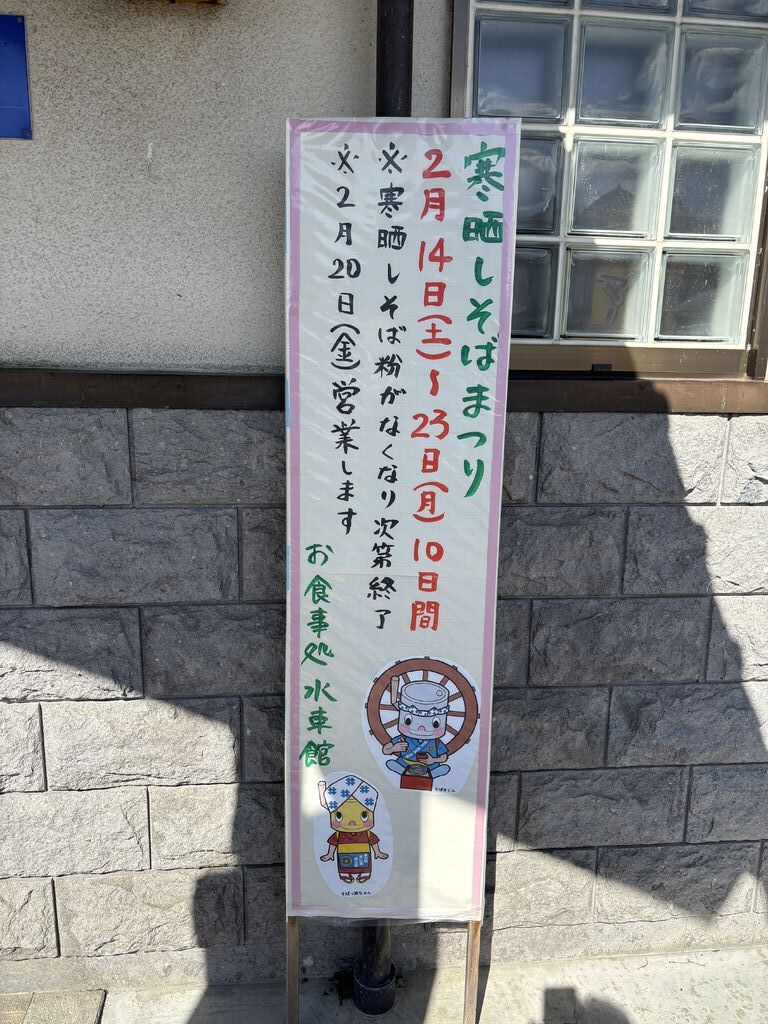 寒晒しそばまつり
2月14日(土)~23日(月)10日間
※寒晒しそば粉がなくなり次第終了
※2月20日(金)営業します
お食事処 水車館